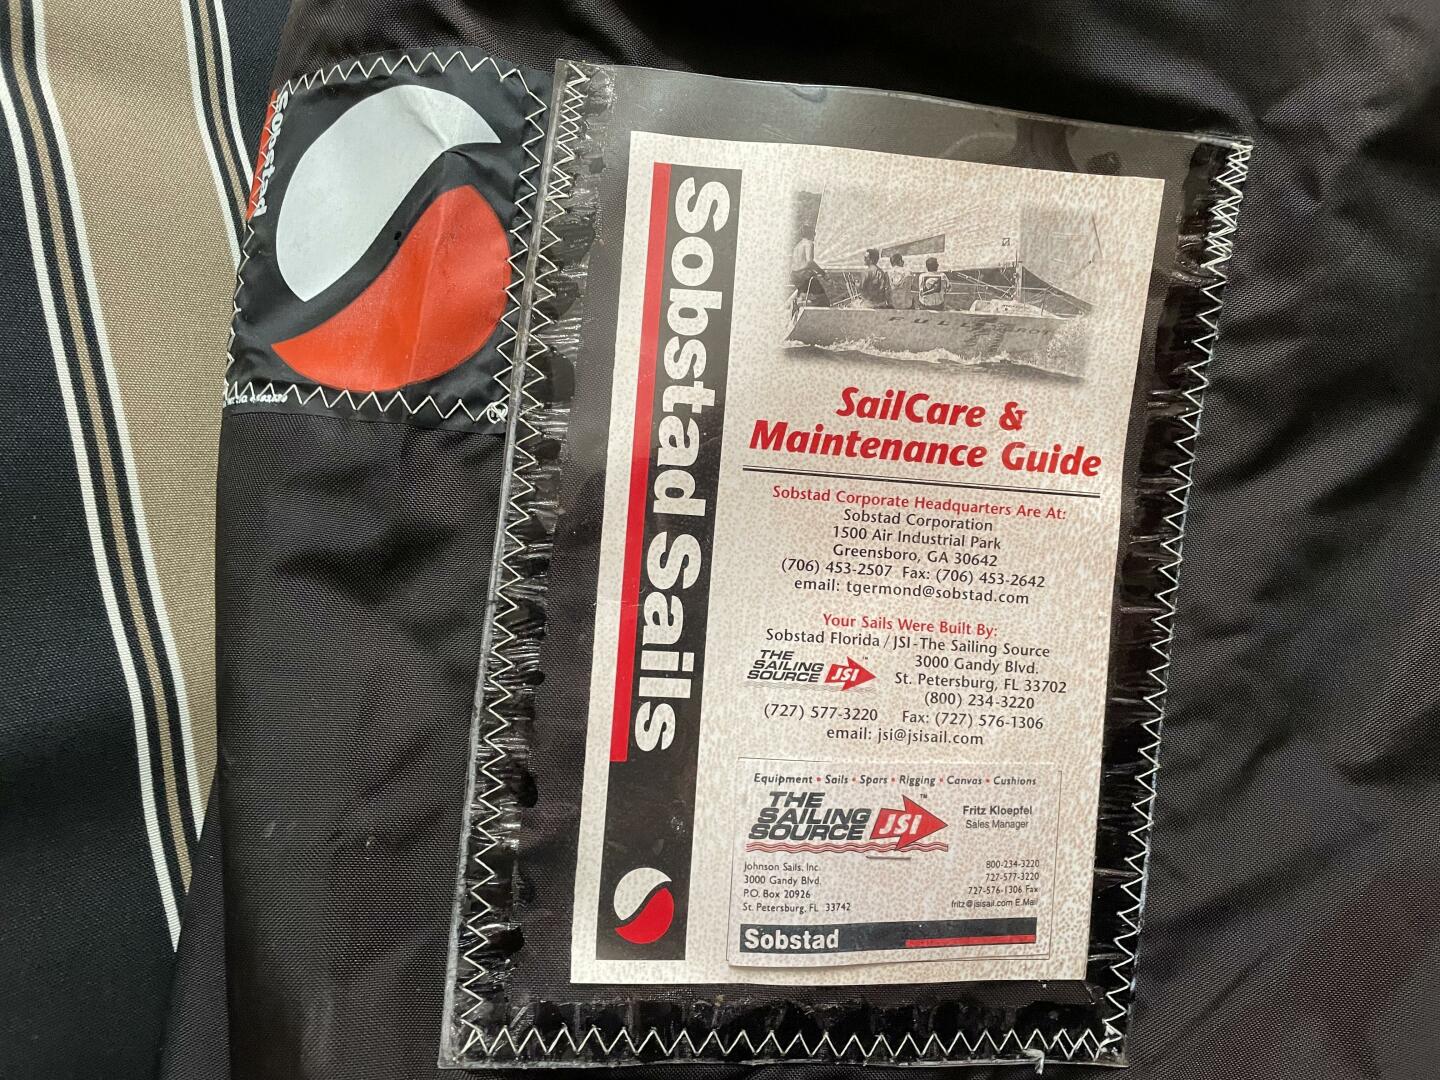 Sobstad
Sobstad Sails
SailCare &
Maintenance Guide
Sobstad Corporate Headquarters Are At:
Sobstad Corporation
1500 Air Industrial Park
Greensboro, GA 30642
(706) 453-2507 Fax: (706) 453-2642
email: tgermond@sobstad.com
Your Sails Were Built By:
Sobstad Florida / JSI - The Sailing Source
THE
SAILING
SOURCE JSI ™
3000 Gandy Blvd.
St. Petersburg, FL 33702
(800) 234-3220
(727) 577-3220 Fax: (727) 576-1306
email: jsi@jsisail.com
Equipment • Sails • Spars • Rigging • Canvas • Cushions
THE
SAILING
SOURCE JSI ™
Fritz Kloepfel
Sales Manager
Johnson Sails, Inc.
3000 Gandy Blvd.
P.O. Box 20926
St. Petersburg, FL 33742
800-234-3220
727-577-3220
727-576-1306 Fax
fritz@jsisail.com E.Mail
Sobstad